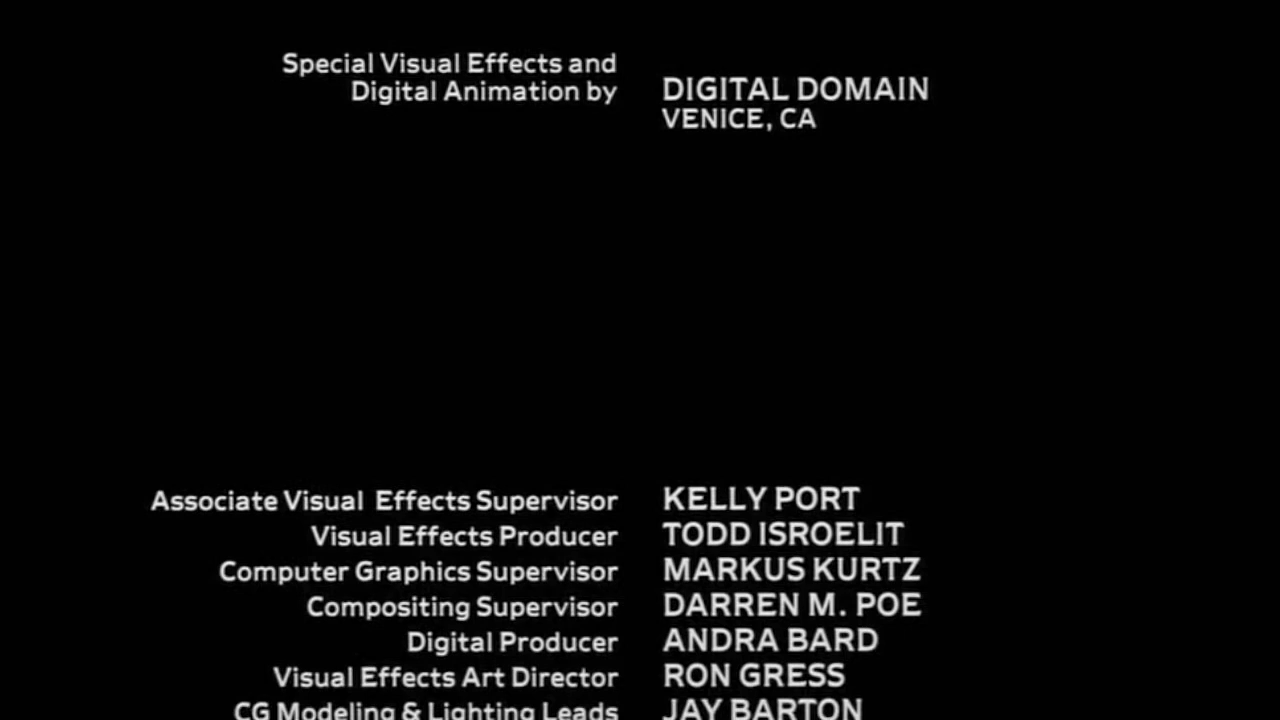 Special Visual Effects and
Digital Animation by DIGITAL DOMAIN
VENICE, CA
Associate Visual Effects Supervisor KELLY PORT
Visual Effects Producer TODD ISROELIT
Computer Graphics Supervisor MARKUS KURTZ
Compositing Supervisor DARREN M. POE
Digital Producer ANDRA BARD
Visual Effects Art Director RON GRESS
CG Modeling & Lighting Leads JAY BARTON